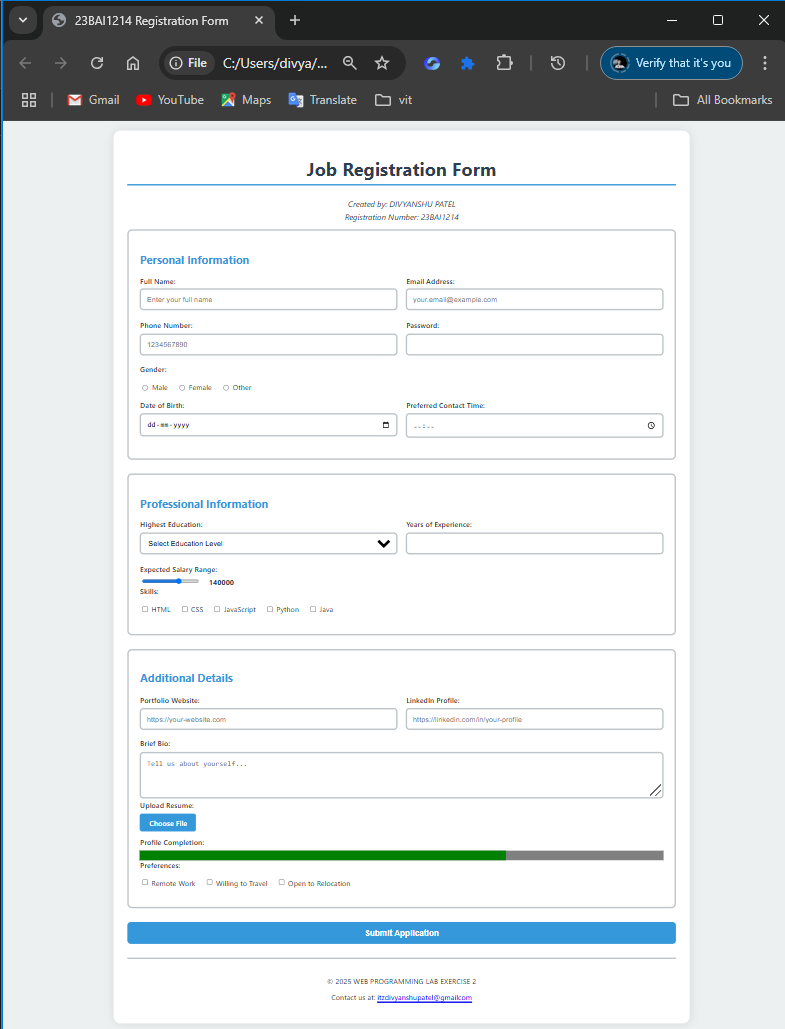 23BAI1214 Registration Form
File C:/Users/divya/... Verify that it's you
Gmail YouTube Maps Translate vit All Bookmarks
Job Registration Form
Created by: DIVYANSHU PATEL
Registration Number: 23BAI1214
Personal Information
Full Name: Email Address:
Enter your full name your.email@example.com
Phone Number: Password:
1234567890
Gender:
Male Female Other
Date of Birth: Preferred Contact Time:
dd-mm-yyyy --:--
Professional Information
Highest Education: Years of Experience:
Select Education Level
Expected Salary Range:
140000
Skills:
HTML CSS JavaScript Python Java
Additional Details
Portfolio Website: LinkedIn Profile:
https://your-website.com https://linkedin.com/in/your-profile
Brief Bio:
Tell us about yourself...
Upload Resume:
Choose File
Profile Completion:
Preferences:
Remote Work Willing to Travel Open to Relocation
Submit Application
© 2025 WEB PROGRAMMING LAB EXERCISE 2
Contact us at: itzdivyanshupatel@gmailcom